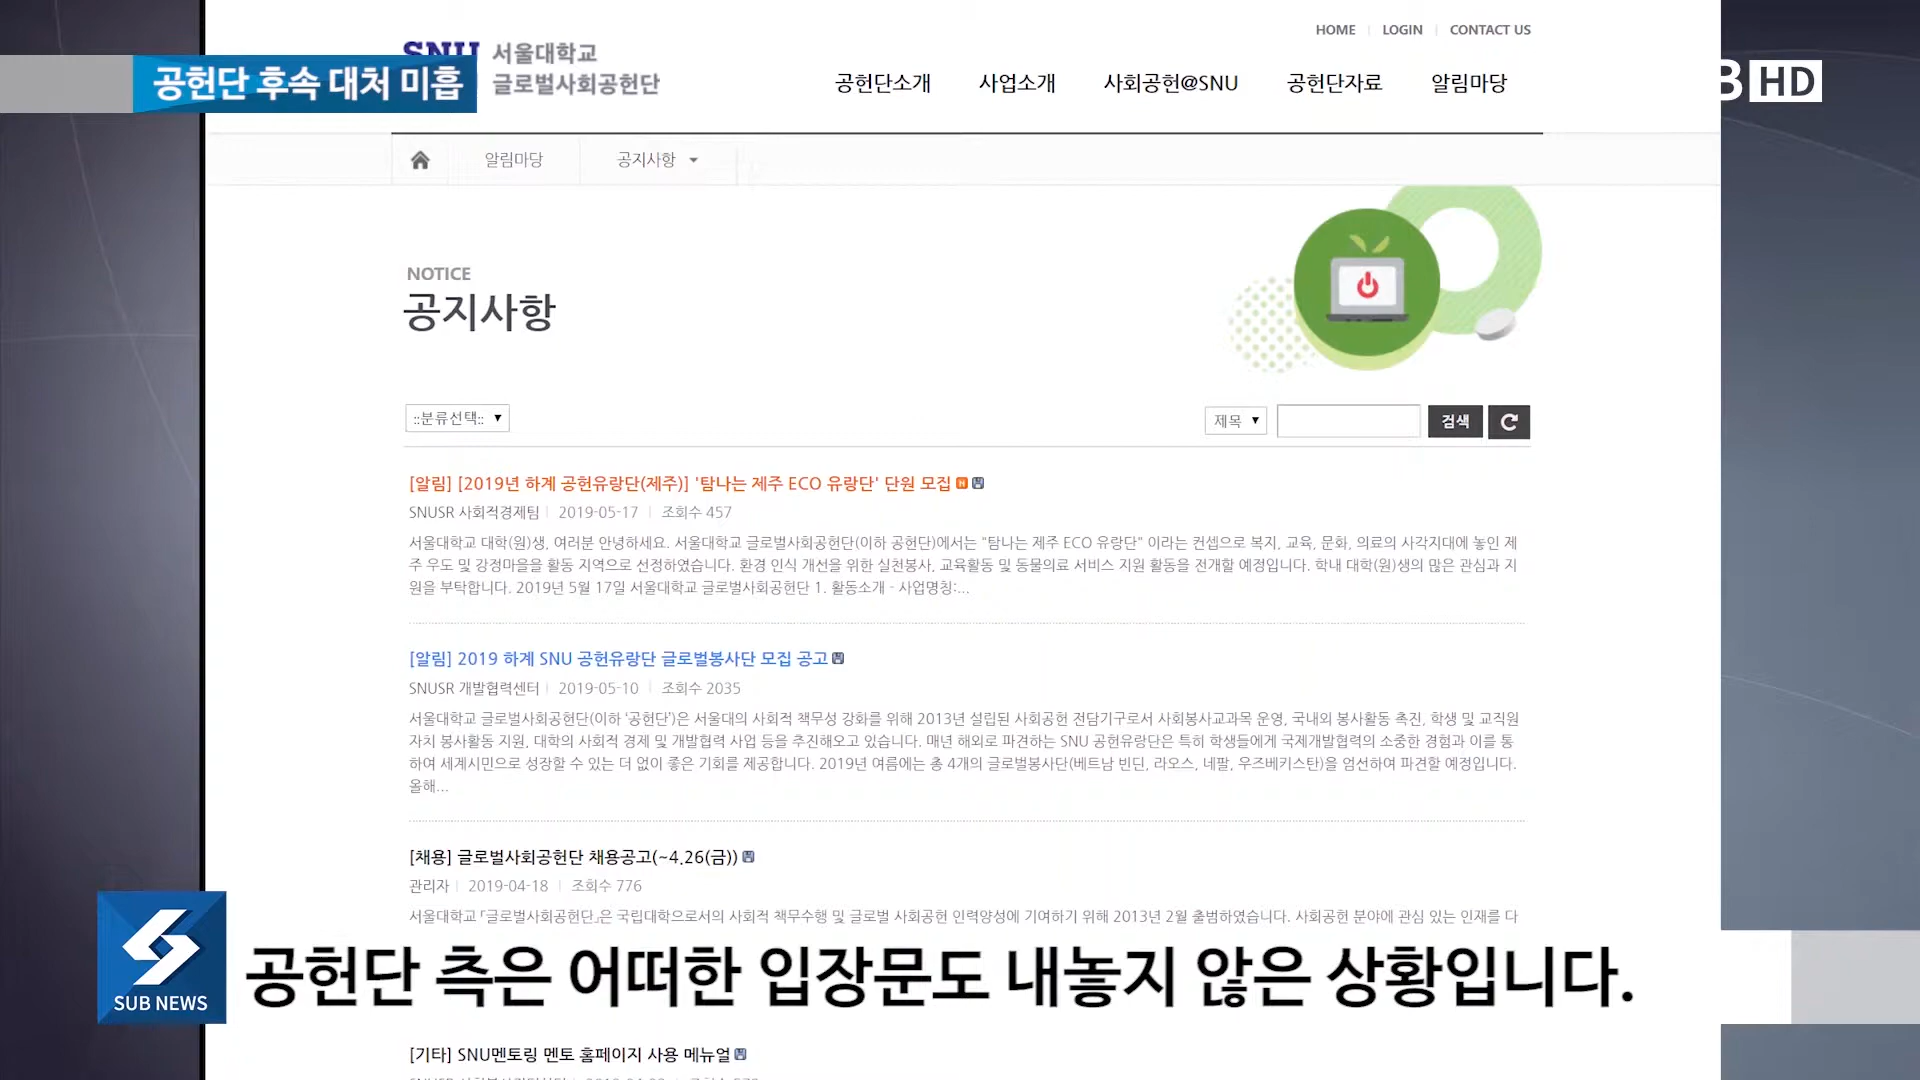 HOME LOGIN CONTACT US
SNU 서울대학교
글로벌사회공헌단
공헌단 후속 대처 미흡
공헌단소개 사업소개 사회공헌@SNU 공헌단자료 알림마당
HD
알림마당 공지사항
NOTICE
공지사항
::분류선택:: 제목 검색
[알림] [2019년 하계 공헌유랑단(제주)] '탐나는 제주 ECO 유랑단' 단원 모집
SNUSR 사회적경제팀 2019-05-17 조회수 457
서울대학교 대학(원)생, 여러분 안녕하세요. 서울대학교 글로벌사회공헌단(이하 공헌단)에서는 "탐나는 제주 ECO 유랑단" 이라는 컨셉으로 복지, 교육, 문화, 의료의 사각지대에 놓인 제
주 우도 및 강정마을을 활동 지역으로 선정하였습니다. 환경 인식 개선을 위한 실천봉사, 교육활동 및 동물의료 서비스 지원 활동을 전개할 예정입니다. 학내 대학(원)생의 많은 관심과 지
원을 부탁합니다. 2019년 5월 17일 서울대학교 글로벌사회공헌단 1. 활동소개 - 사업명칭:...
[알림] 2019 하계 SNU 공헌유랑단 글로벌봉사단 모집 공고
SNUSR 개발협력센터 2019-05-10 조회수 2035
서울대학교 글로벌사회공헌단(이하 '공헌단')은 서울대의 사회적 책무성 강화를 위해 2013년 설립된 사회공헌 전담기구로서 사회봉사교과목 운영, 국내외 봉사활동 촉진, 학생 및 교직원
자치 봉사활동 지원, 대학의 사회적 경제 및 개발협력 사업 등을 추진해오고 있습니다. 매년 해외로 파견하는 SNU 공헌유랑단은 특히 학생들에게 국제개발협력의 소중한 경험과 이를 통
하여 세계시민으로 성장할 수 있는 더 없이 좋은 기회를 제공합니다. 2019년 여름에는 총 4개의 글로벌봉사단(베트남 빈딘, 라오스, 네팔, 우즈베키스탄)을 엄선하여 파견할 예정입니다.
올해...
[채용] 글로벌사회공헌단 채용공고(~4.26(금))
관리자 2019-04-18 조회수 776
서울대학교 「글로벌사회공헌단」은 국립대학으로서의 사회적 책무수행 및 글로벌 사회공헌 인력양성에 기여하기 위해 2013년 2월 출범하였습니다. 사회공헌 분야에 관심 있는 인재를 다
공헌단 측은 어떠한 입장문도 내놓지 않은 상황입니다.
SUB NEWS
[기타] SNU멘토링 멘토 홈페이지 사용 메뉴얼